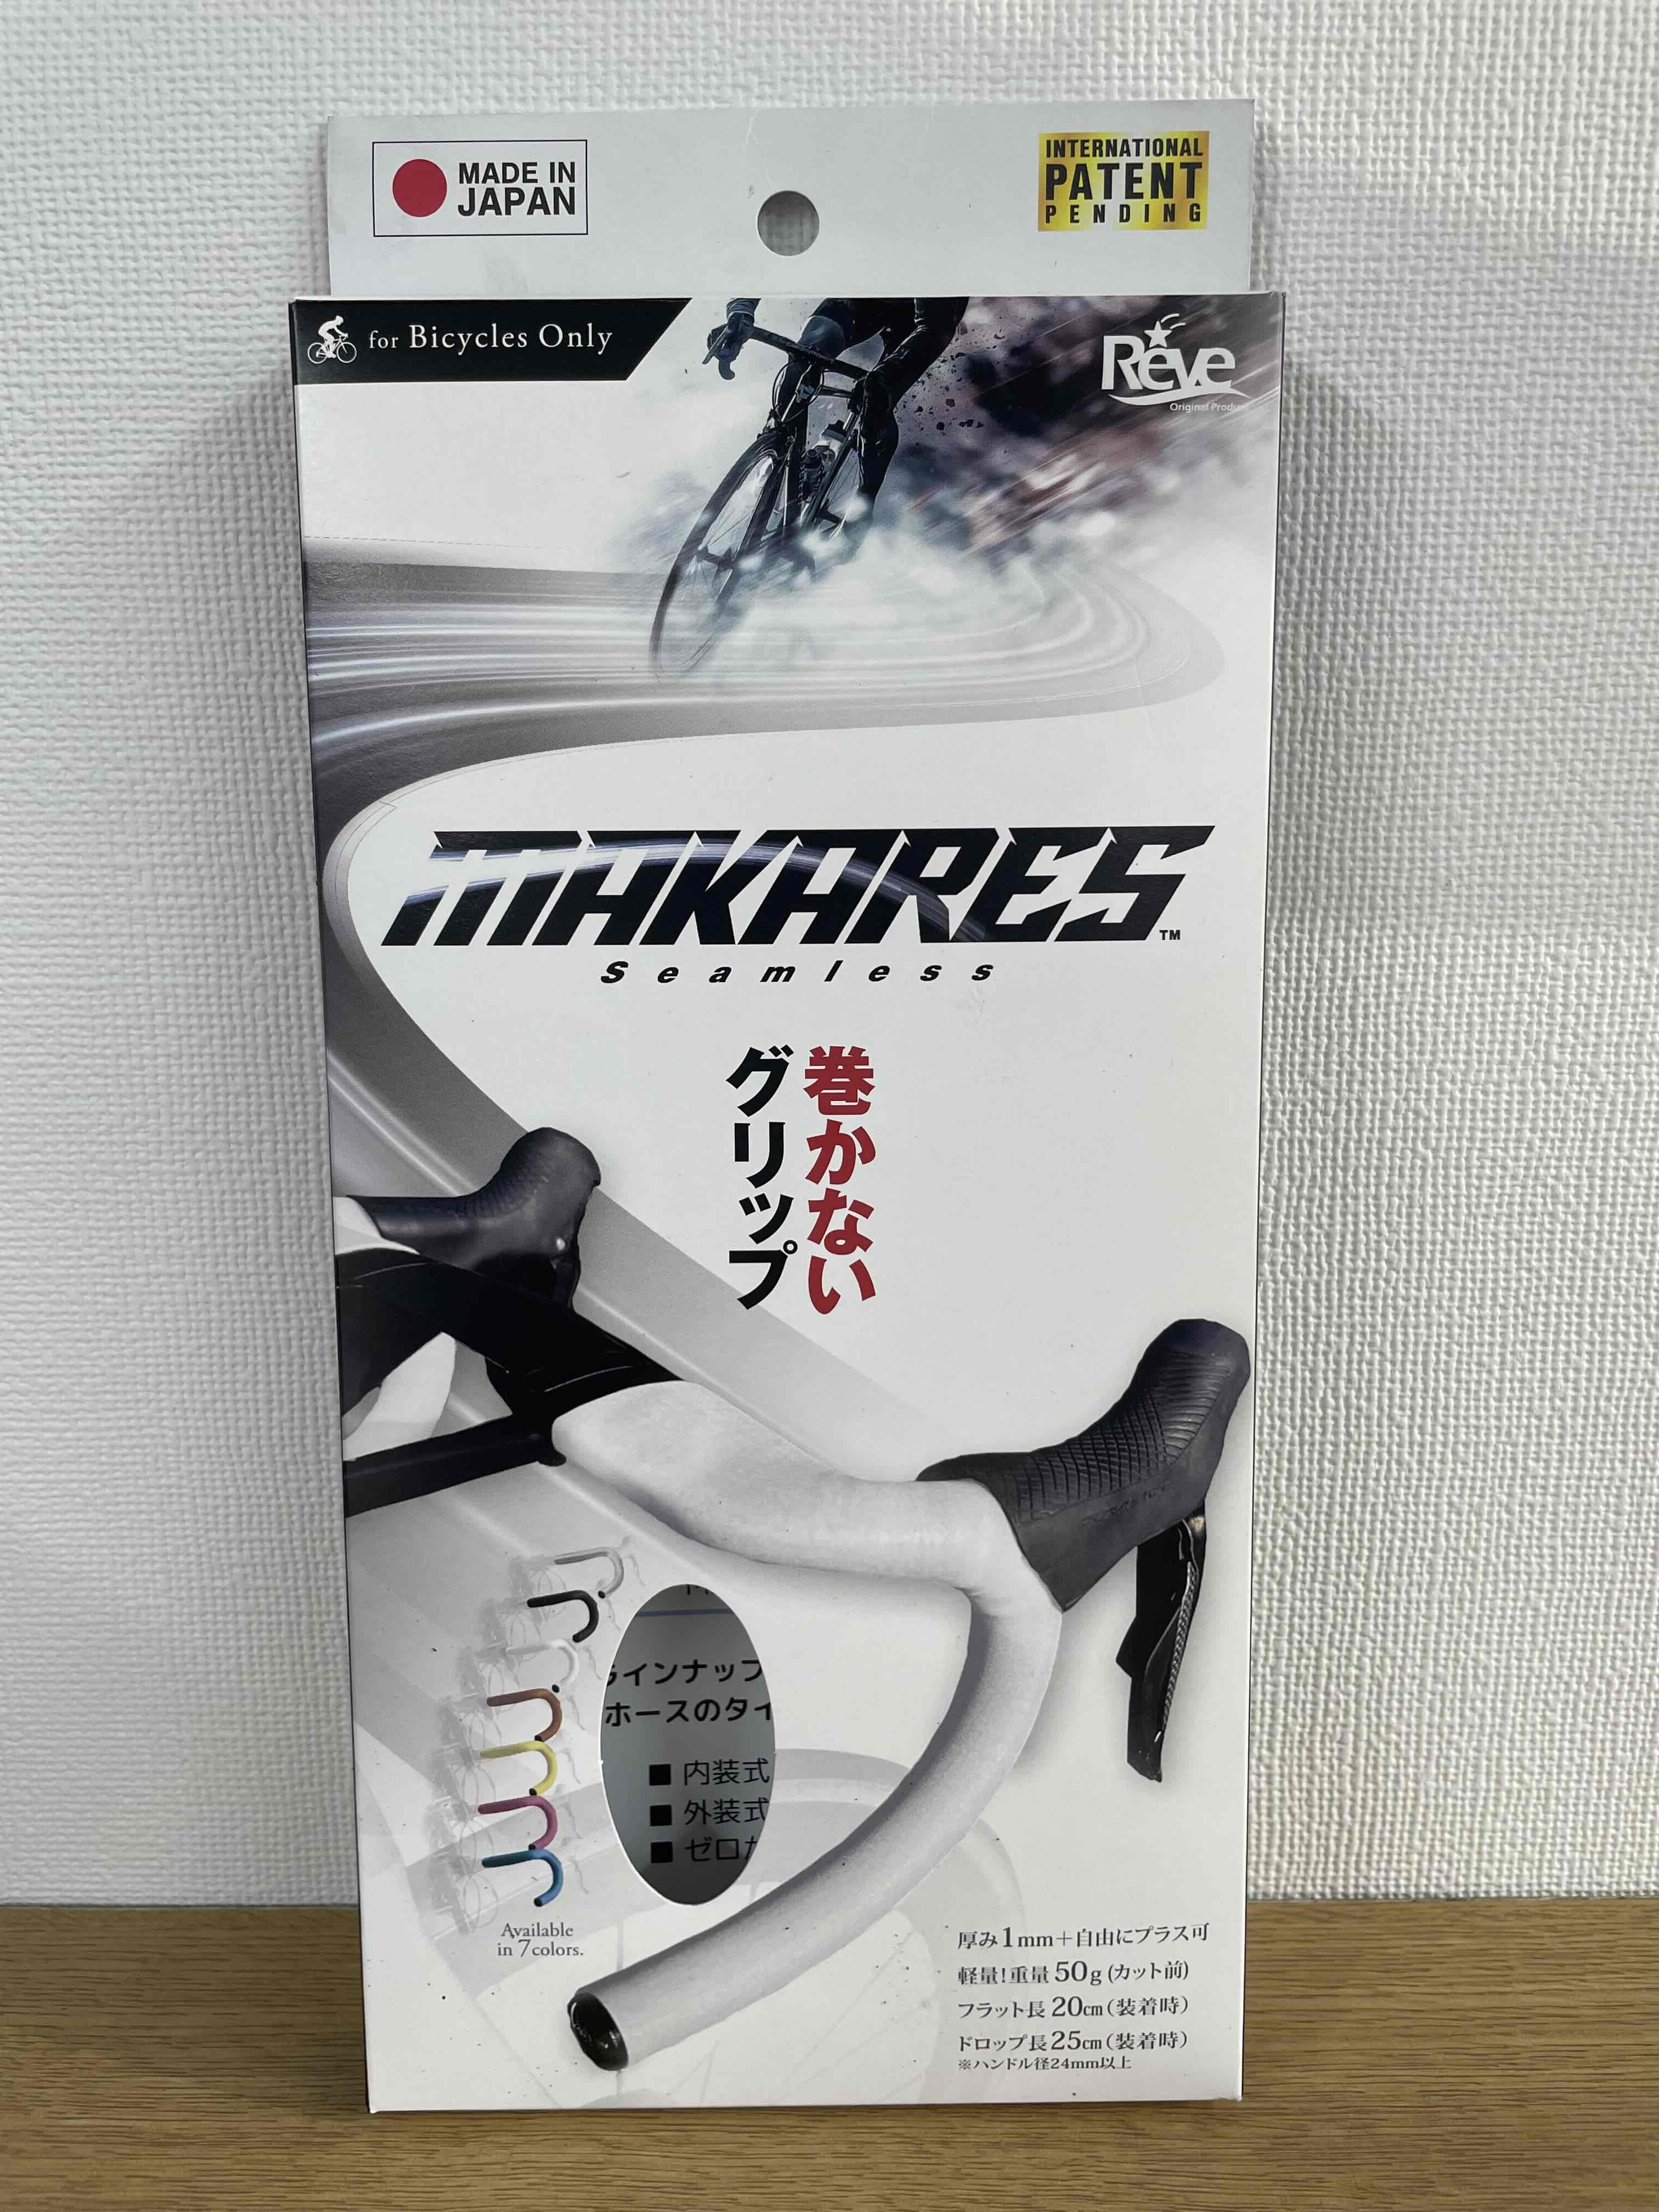 MADE IN
JAPAN
INTERNATIONAL
PATENT
PENDING
for Bicycles Only
Rêve
Original Product
MAKARES™
Seamless
巻かない
グリップ
ラインナップ
ホースのタイ
■ 内装式
■ 外装式
■ ゼロ
Available
in 7colors.
厚み1mm＋自由にプラス可
軽量!重量50g(カット前)
フラット長20㎝(装着時)
ドロップ長25㎝(装着時)
※ハンドル径24mm以上